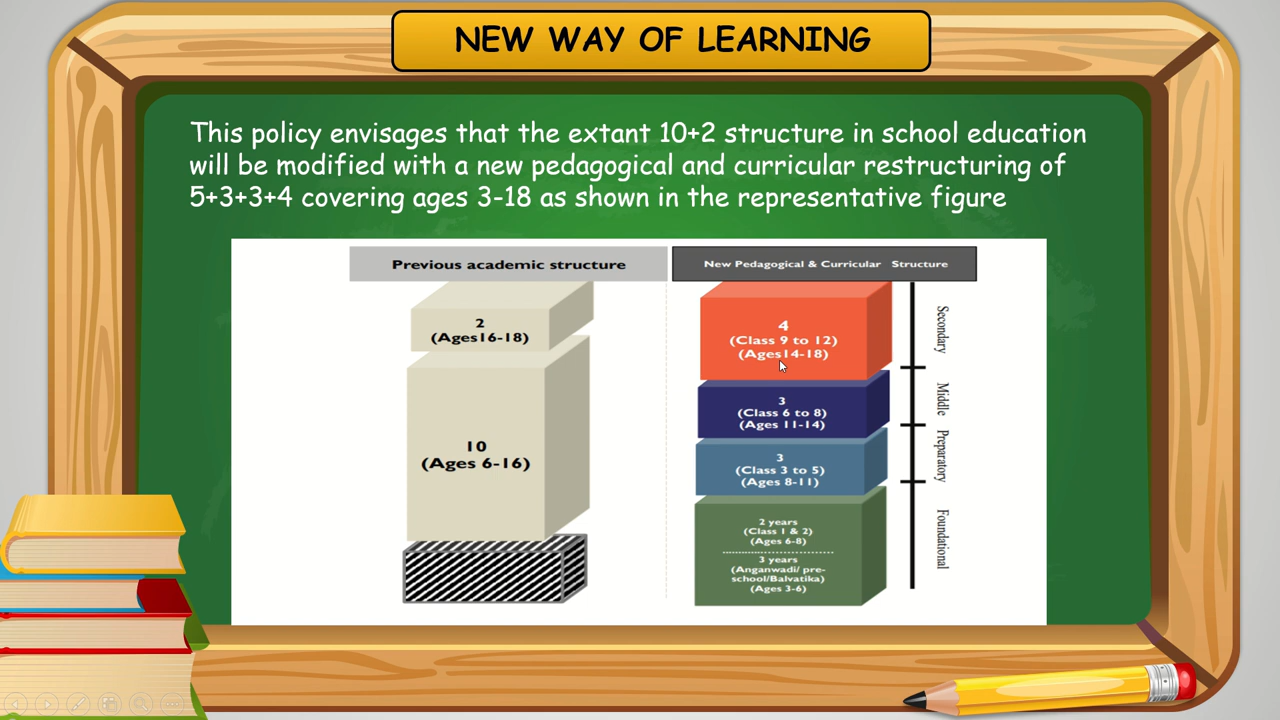 NEW WAY OF LEARNING
This policy envisages that the extant 10+2 structure in school education
will be modified with a new pedagogical and curricular restructuring of
5+3+3+4 covering ages 3-18 as shown in the representative figure
Previous academic structure
2
(Ages16-18)
10
(Ages 6-16)
New Pedagogical & Curricular Structure
4
(Class 9 to 12)
(Ages14-18)
Secondary
3
(Class 6 to 8)
(Ages 11-14)
Middle
3
(Class 3 to 5)
(Ages 8-11)
Preparatory
2 years
(Class 1 & 2)
(Ages 6-8)
3 years
(Anganwadi/ pre-
school/Balvatika)
(Ages 3-6)
Foundational